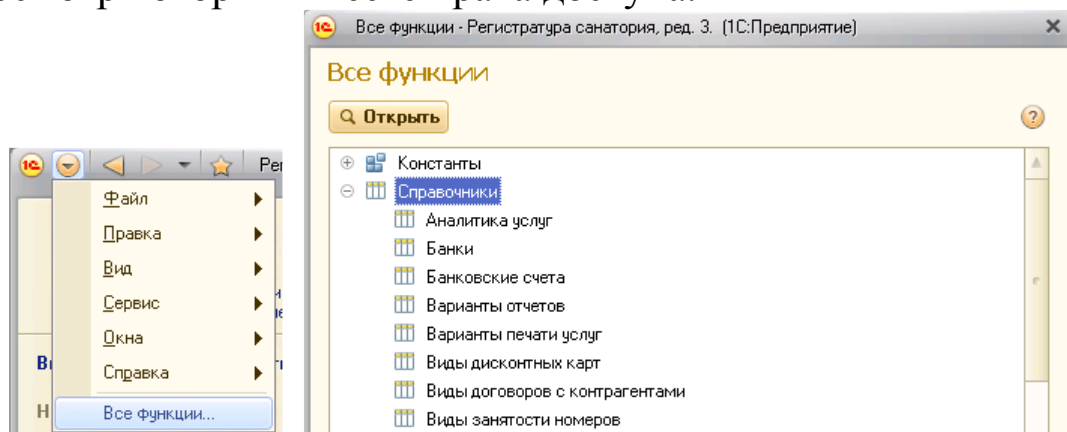 Все функции - Регистратура санатория, ред. 3. (1С:Предприятие)
Все функции
Открыть
?
Константы
Справочники
Аналитика услуг
Банки
Банковские счета
Варианты отчетов
Варианты печати услуг
Виды дисконтных карт
Виды договоров с контрагентами
Виды занятости номеров
Файл
Правка
Вид
Сервис
Окна
Справка
Все функции...